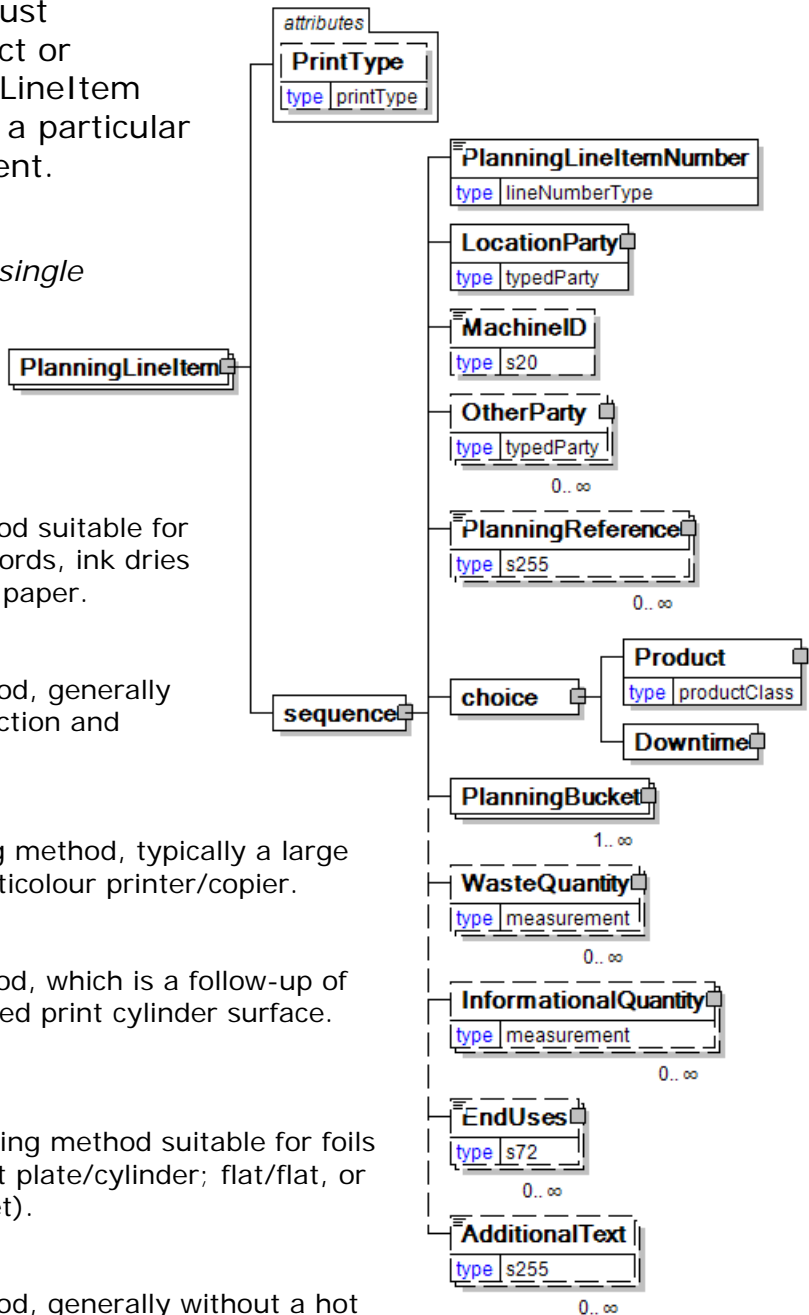 ust
ct or
LineItem
a particular
ent.
single
od suitable for
ords, ink dries
paper.
od, generally
ction and
g method, typically a large
ticolour printer/copier.
od, which is a follow-up of
ed print cylinder surface.
ing method suitable for foils
t plate/cylinder; flat/flat, or
et).
od, generally without a hot
PlanningLineItem
attributes
PrintType
type printType
sequence
PlanningLineItemNumber
type lineNumberType
LocationParty
type typedParty
MachineID
type s20
OtherParty
type typedParty
0..∞
PlanningReference
type s255
0..∞
choice
Product
type productClass
Downtime
PlanningBucket
1..∞
WasteQuantity
type measurement
0..∞
InformationalQuantity
type measurement
0..∞
EndUses
type s72
0..∞
AdditionalText
type s255
0..∞